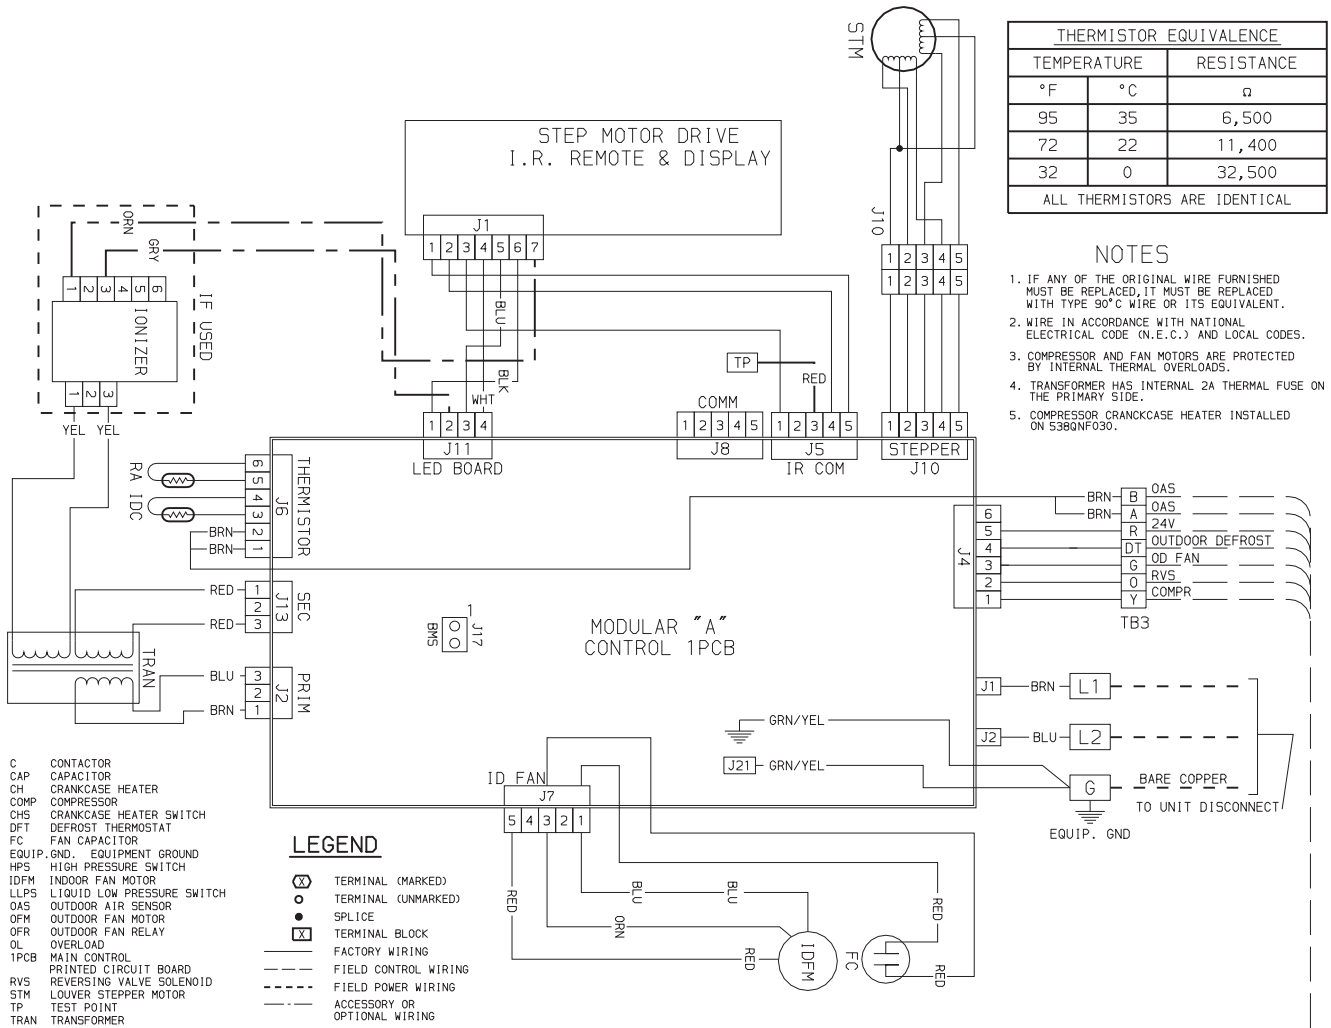 STM
THERMISTOR EQUIVALENCE
TEMPERATURE RESISTANCE
°F °C Ω
95 35 6,500
72 22 11,400
32 0 32,500
ALL THERMISTORS ARE IDENTICAL
STEP MOTOR DRIVE
I.R. REMOTE & DISPLAY
J1
1 2 3 4 5 6 7
J10
1 2 3 4 5
1 2 3 4 5
NOTES
1. IF ANY OF THE ORIGINAL WIRE FURNISHED
MUST BE REPLACED, IT MUST BE REPLACED
WITH TYPE 90°C WIRE OR ITS EQUIVALENT.
2. WIRE IN ACCORDANCE WITH NATIONAL
ELECTRICAL CODE (N.E.C.) AND LOCAL CODES.
3. COMPRESSOR AND FAN MOTORS ARE PROTECTED
BY INTERNAL THERMAL OVERLOADS.
4. TRANSFORMER HAS INTERNAL 2A THERMAL FUSE ON
THE PRIMARY SIDE.
5. COMPRESSOR CRANCKCASE HEATER INSTALLED
ON 538QNF030.
ORN
GRY
1 2 3 4 5 6
IONIZER
IF USED
1 2 3
YEL YEL
BLU
BLK
WHT
TP
RED
COMM
1 2 3 4
J11
LED BOARD
1 2 3 4 5
J8
1 2 3 4 5
J5
IR COM
1 2 3 4 5
STEPPER
J10
RA IDC
6
5
4
3
BRN 2
BRN 1
J6
THERMISTOR
RED 1
2
RED 3
J13
SEC
TRAN
BLU 3
2
BRN 1
J2
PRIM
1
J17
BMS
MODULAR "A"
CONTROL 1PCB
J4
6
5
4
3
2
1
BRN B OAS
BRN A OAS
R 24V
DT OUTDOOR DEFROST
G OD FAN
O RVS
Y COMPR
TB3
J1 BRN L1
J2 BLU L2
GRN/YEL
J21 GRN/YEL
G BARE COPPER
TO UNIT DISCONNECT
EQUIP. GND
ID FAN
J7
5 4 3 2 1
RED
ORN
BLU
BLU
RED
IDFM
FC
RED
RED
C CONTACTOR
CAP CAPACITOR
CH CRANKCASE HEATER
COMP COMPRESSOR
CHS CRANKCASE HEATER SWITCH
DFT DEFROST THERMOSTAT
FC FAN CAPACITOR
EQUIP.GND. EQUIPMENT GROUND
HPS HIGH PRESSURE SWITCH
IDFM INDOOR FAN MOTOR
LLPS LIQUID LOW PRESSURE SWITCH
OAS OUTDOOR AIR SENSOR
OFM OUTDOOR FAN MOTOR
OFR OUTDOOR FAN RELAY
OL OVERLOAD
1PCB MAIN CONTROL
PRINTED CIRCUIT BOARD
RVS REVERSING VALVE SOLENOID
STM LOUVER STEPPER MOTOR
TP TEST POINT
TRAN TRANSFORMER
LEGEND
X TERMINAL (MARKED)
TERMINAL (UNMARKED)
SPLICE
X TERMINAL BLOCK
FACTORY WIRING
FIELD CONTROL WIRING
FIELD POWER WIRING
ACCESSORY OR
OPTIONAL WIRING